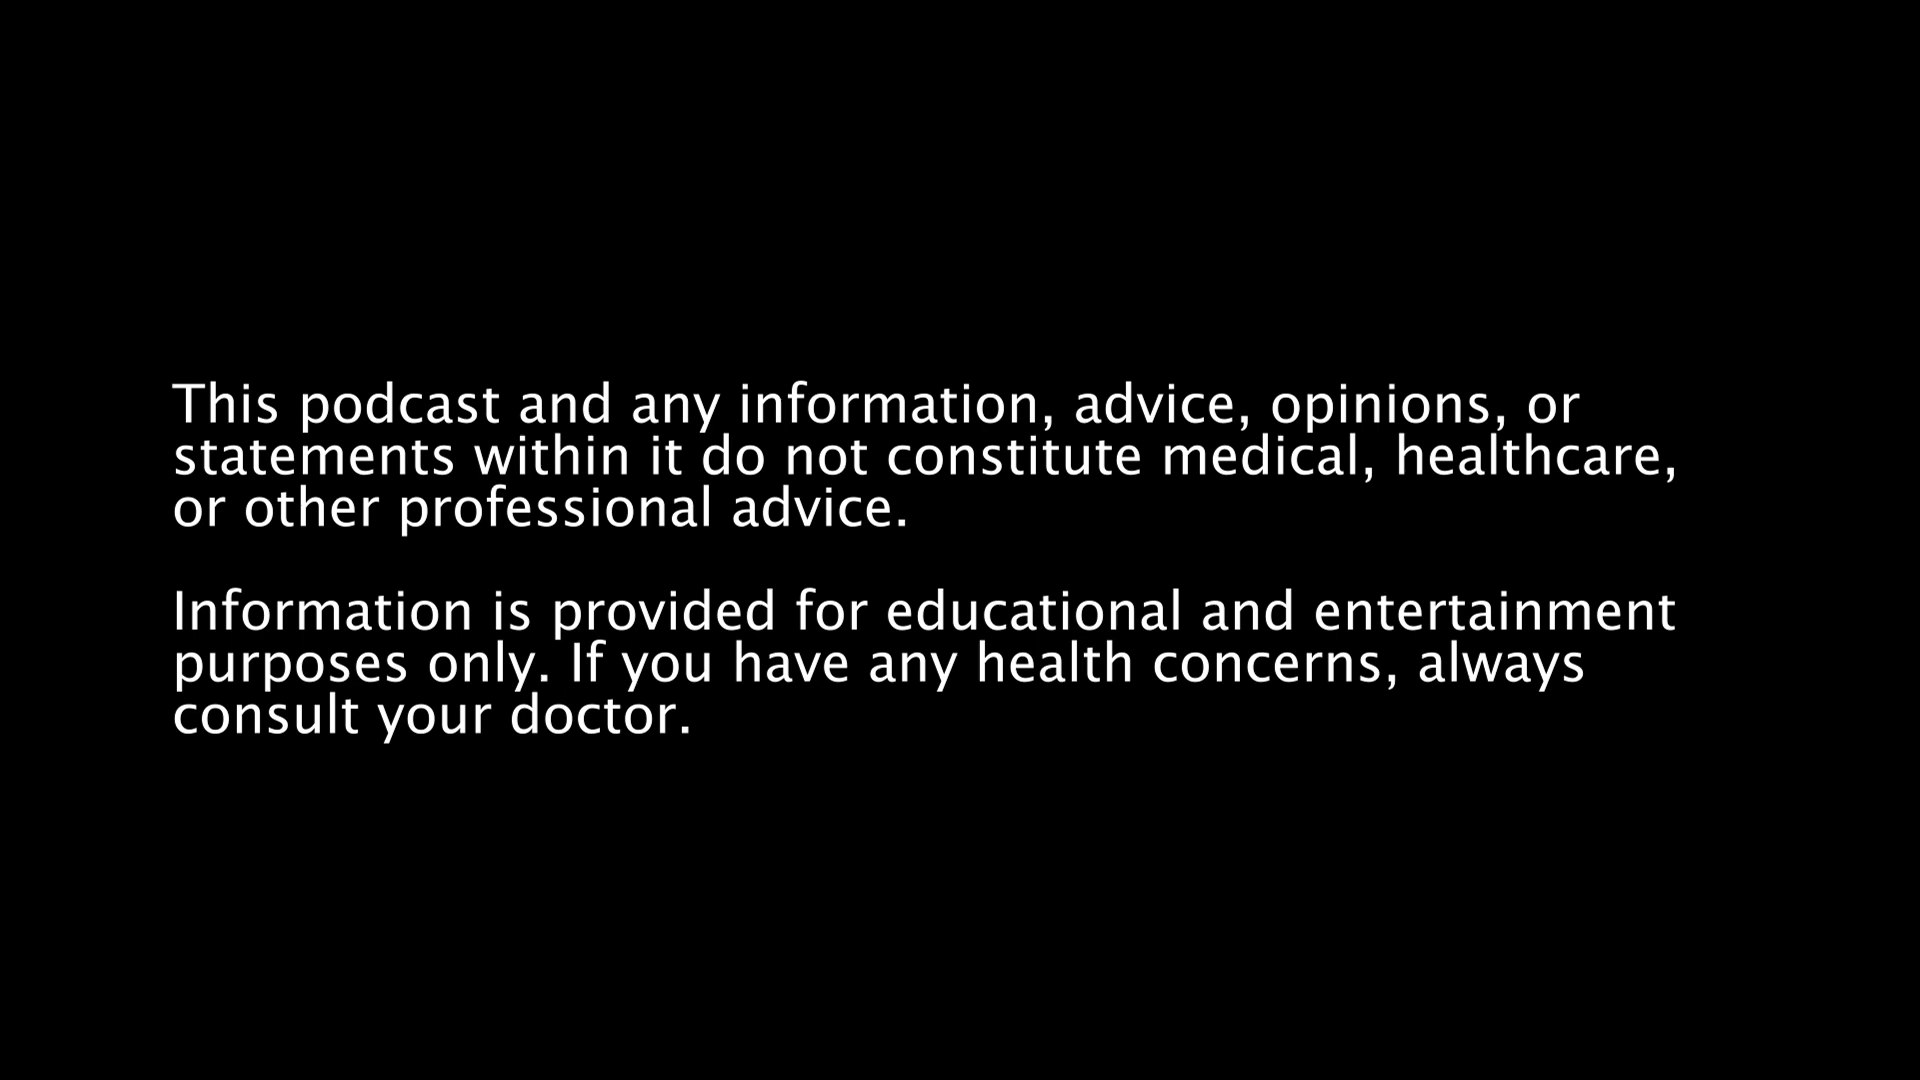 This podcast and any information, advice, opinions, or
statements within it do not constitute medical, healthcare,
or other professional advice.
Information is provided for educational and entertainment
purposes only. If you have any health concerns, always
consult your doctor.